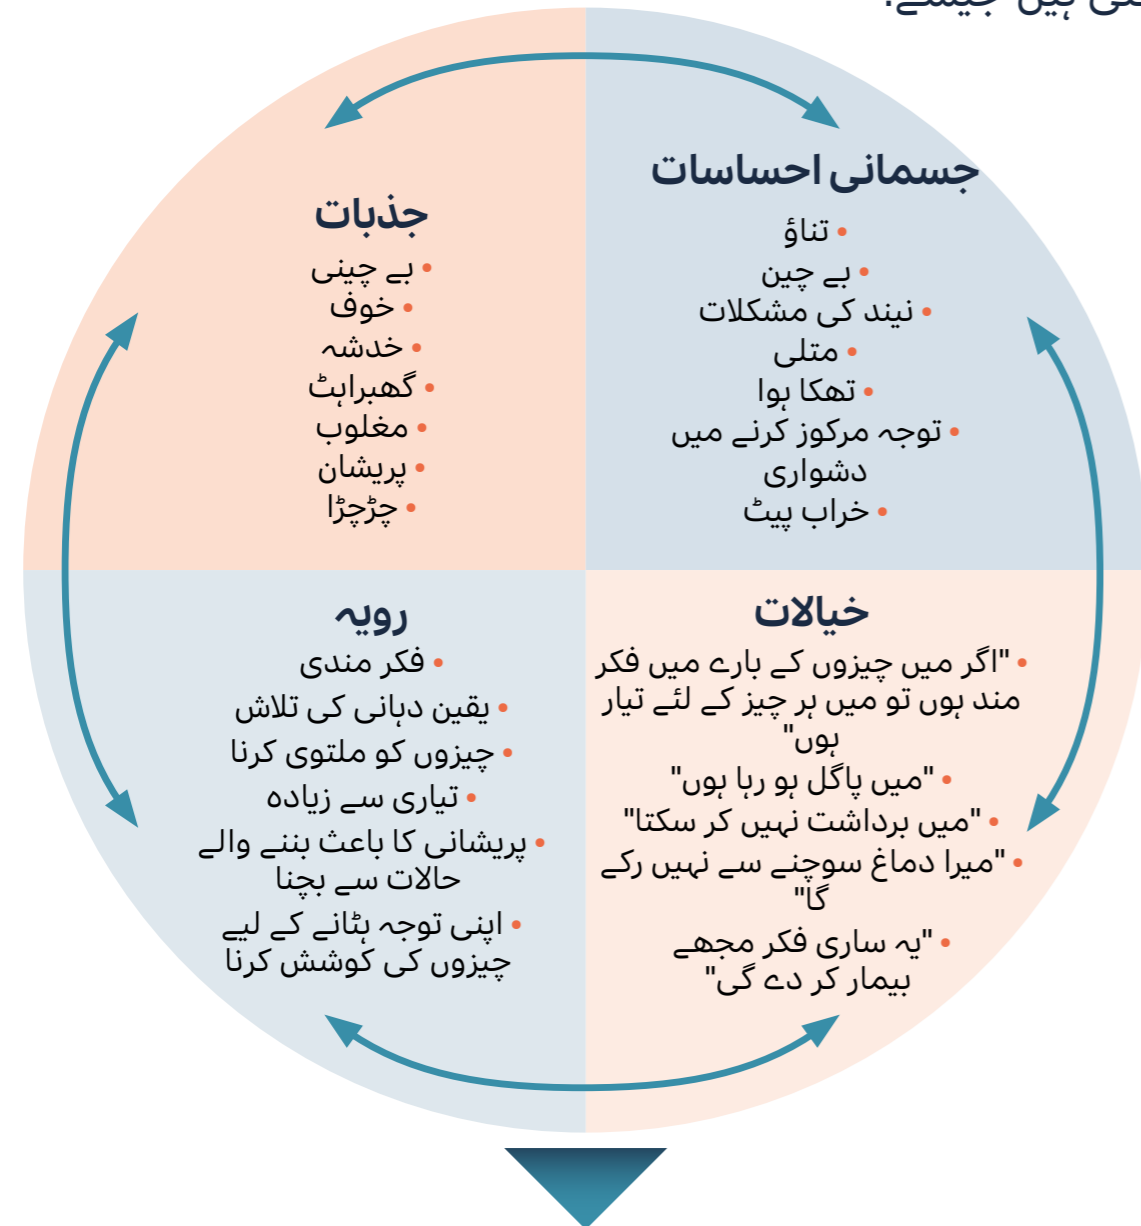 ہیں جیسے:
جسمانی احساسات
• تناؤ
• بے چین
• نیند کی مشکلات
• متلی
• تھکا ہوا
• توجہ مرکوز کرنے میں
دشواری
• خراب پیٹ
جذبات
• بے چینی
• خوف
• خدشہ
• گھبراہٹ
• مغلوب
• پریشان
• چڑچڑا
خیالات
• "اگر میں چیزوں کے بارے میں فکر
مند ہوں تو میں ہر چیز کے لئے تیار
ہوں"
• "میں پاگل ہو رہا ہوں"
• "میں برداشت نہیں کر سکتا"
• "میرا دماغ سوچنے سے نہیں رکے
گا"
• "یہ ساری فکر مجھے
بیمار کر دے گی"
رویہ
• فکر مندی
• یقین دہانی کی تلاش
• چیزوں کو ملتوی کرنا
• تیاری سے زیادہ
• پریشانی کا باعث بننے والے
حالات سے بچنا
• اپنی توجہ ہٹانے کے لیے
چیزوں کی کوشش کرنا